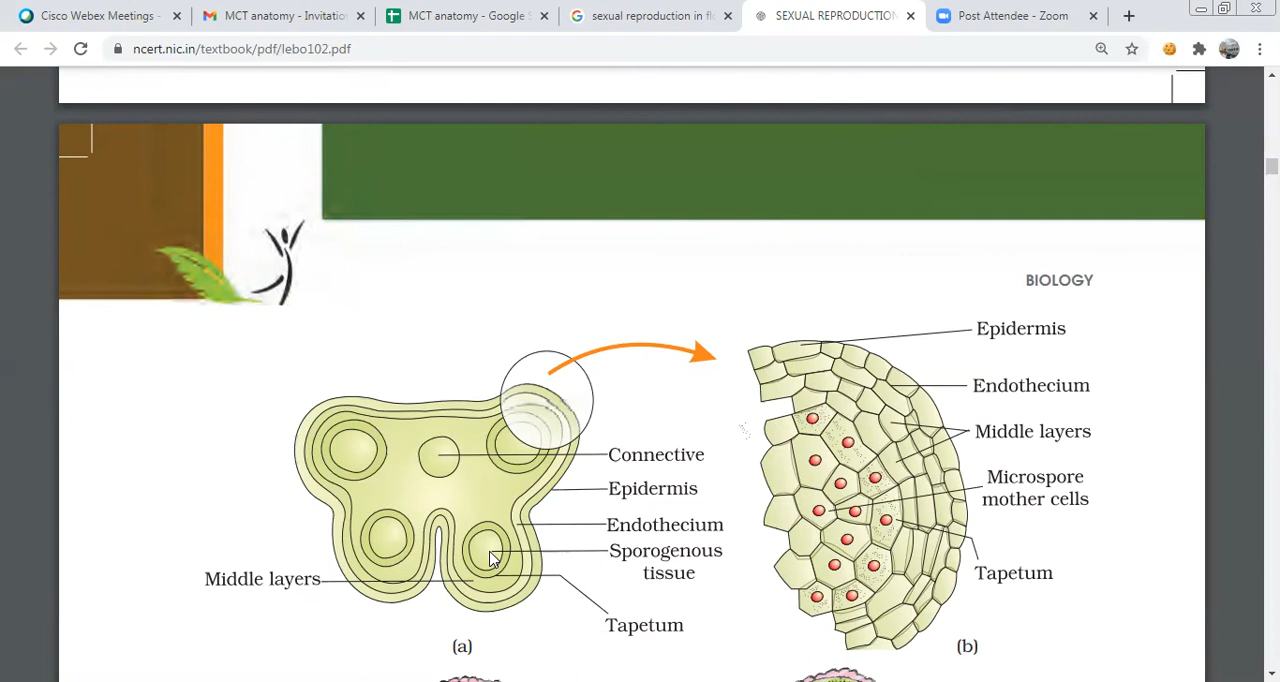 Cisco Webex Meetings -
MCT anatomy - Invitatio
MCT anatomy - Google S
sexual reproduction in fl
SEXUAL REPRODUCTION
Post Attendee - Zoom
ncert.nic.in/textbook/pdf/lebo102.pdf
BIOLOGY
Epidermis
Endothecium
Middle layers
Microspore
mother cells
Tapetum
Connective
Epidermis
Endothecium
Sporogenous
tissue
Middle layers
Tapetum
(a)
(b)